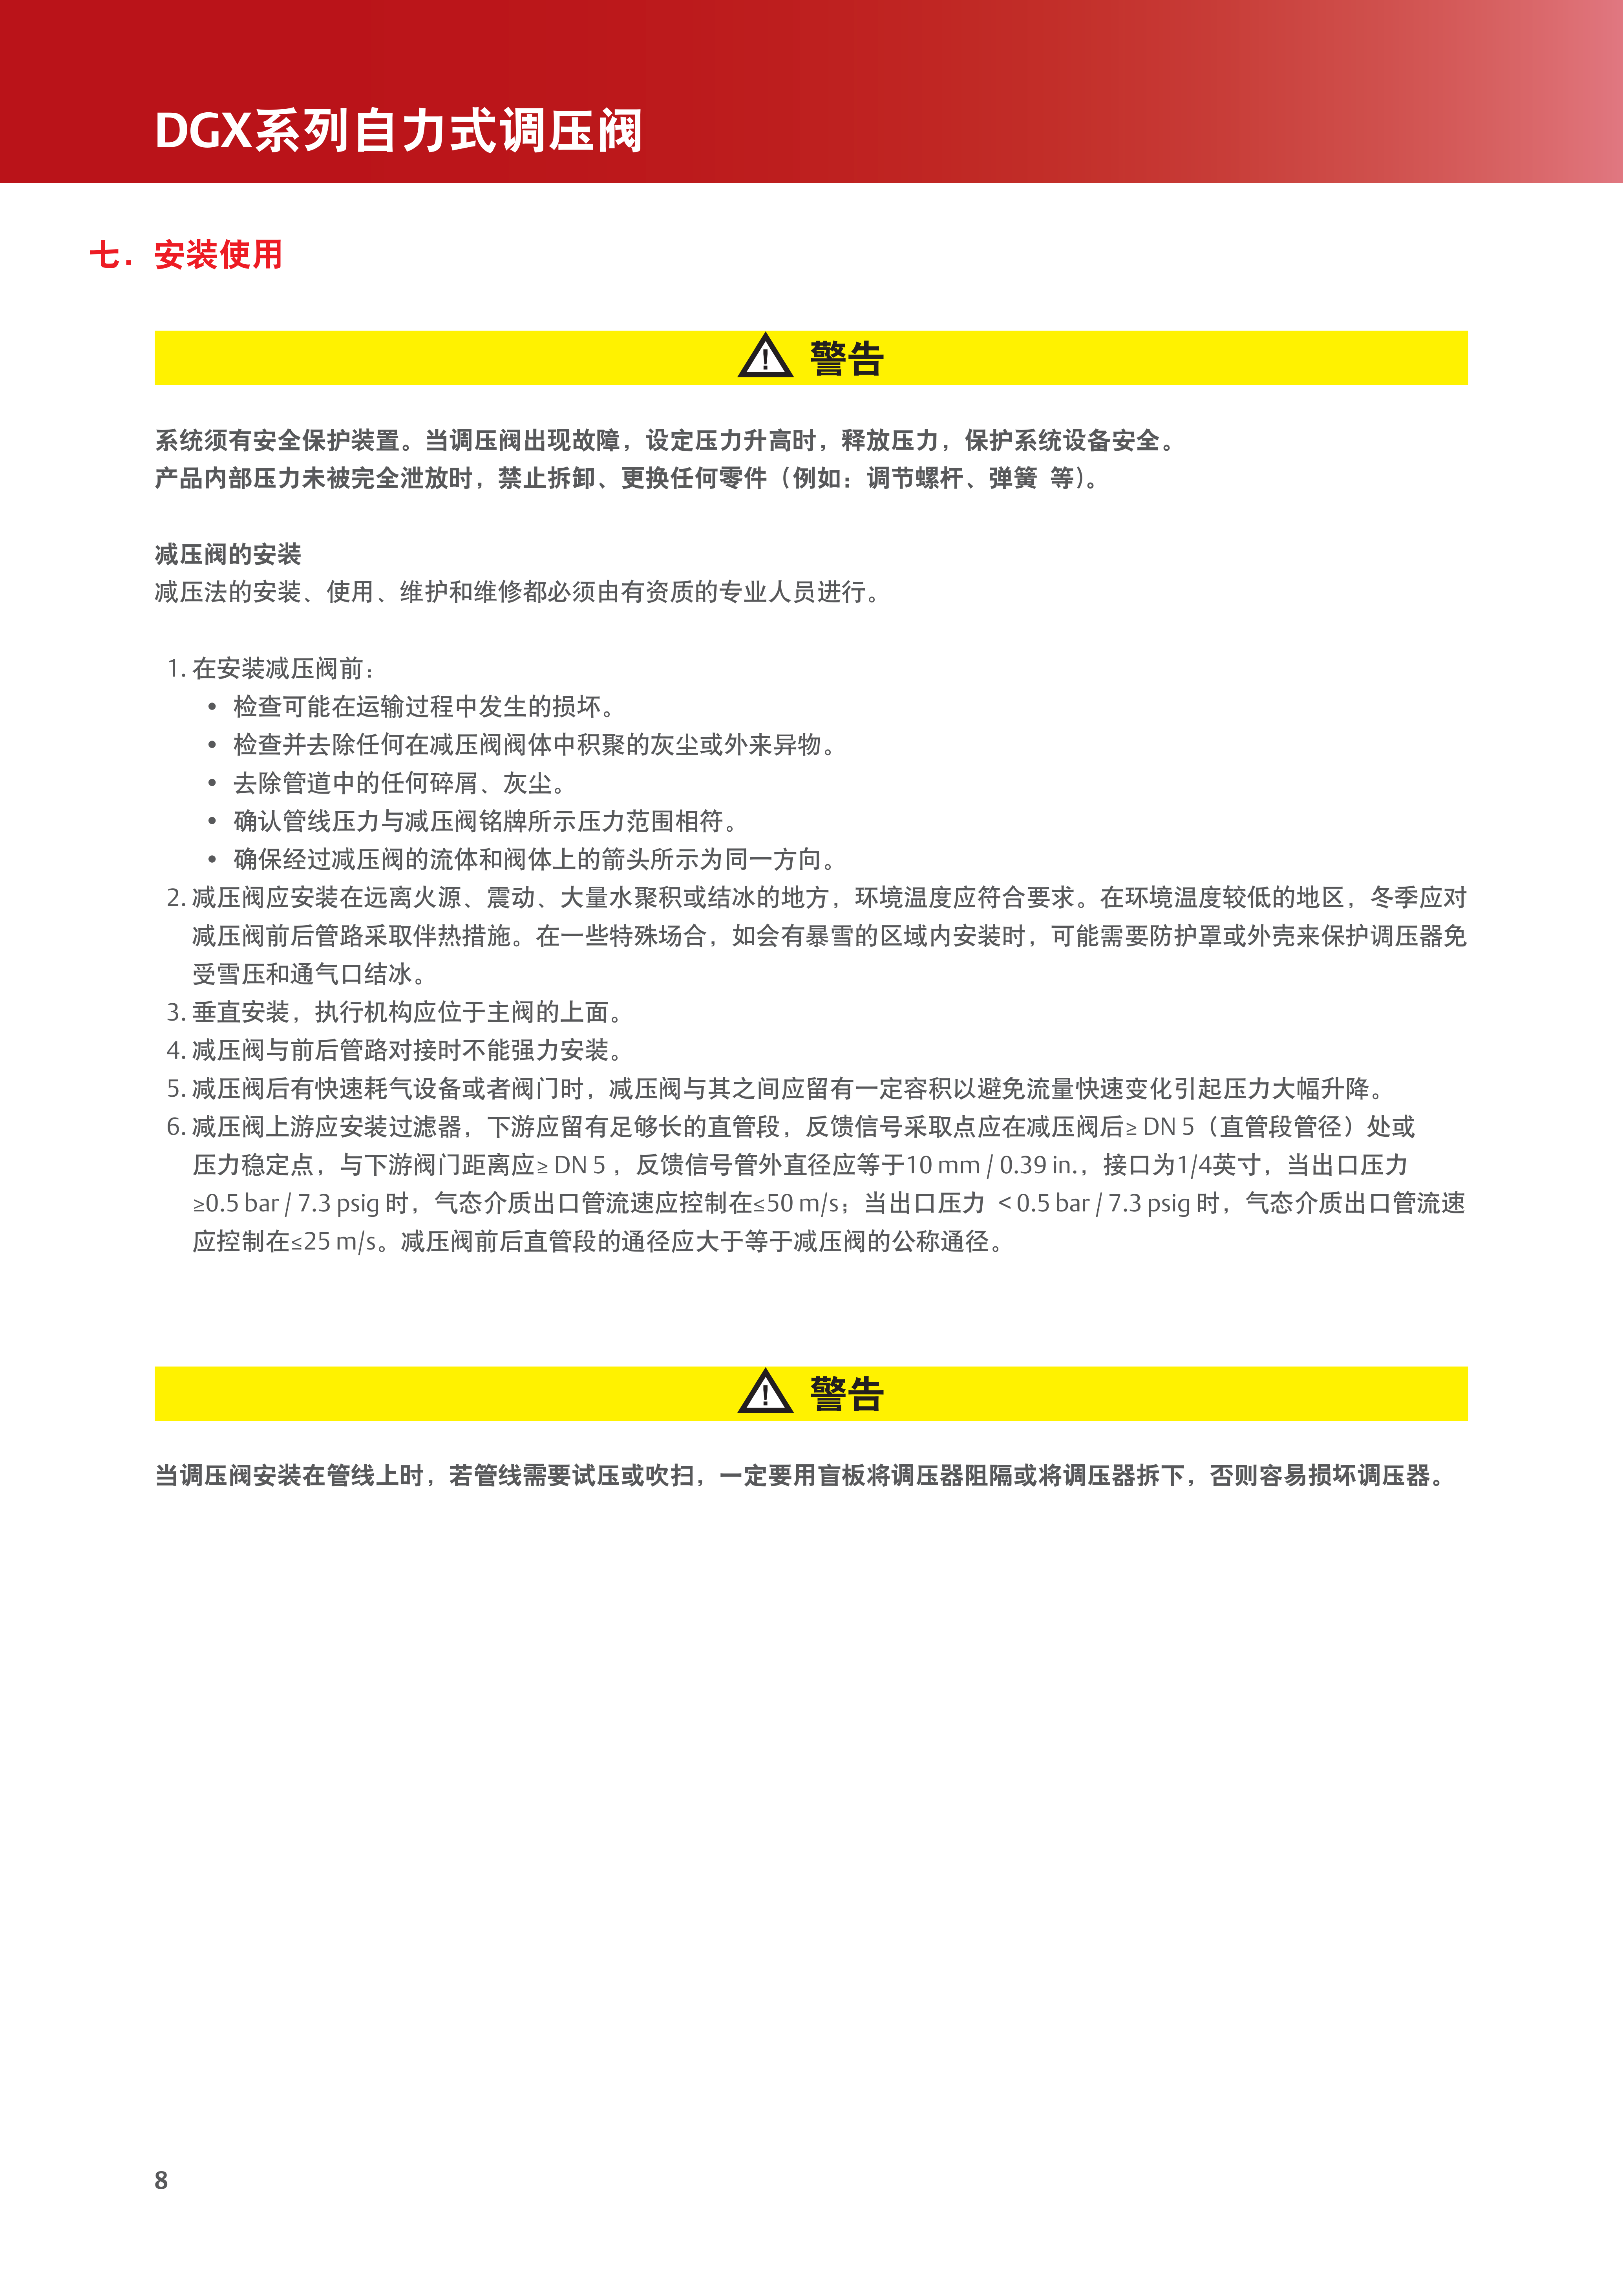 DGX系列自力式调压阀
七．安装使用
警告
系统须有安全保护装置。当调压阀出现故障，设定压力升高时，释放压力，保护系统设备安全。
产品内部压力未被完全泄放时，禁止拆卸、更换任何零件（例如：调节螺杆、弹簧 等）。
减压阀的安装
减压法的安装、使用、维护和维修都必须由有资质的专业人员进行。
1. 在安装减压阀前：
• 检查可能在运输过程中发生的损坏。
• 检查并去除任何在减压阀阀体中积聚的灰尘或外来异物。
• 去除管道中的任何碎屑、灰尘。
• 确认管线压力与减压阀铭牌所示压力范围相符。
• 确保经过减压阀的流体和阀体上的箭头所示为同一方向。
2. 减压阀应安装在远离火源、震动、大量水聚积或结冰的地方，环境温度应符合要求。在环境温度较低的地区，冬季应对
减压阀前后管路采取伴热措施。在一些特殊场合，如会有暴雪的区域内安装时，可能需要防护罩或外壳来保护调压器免
受雪压和通气口结冰。
3. 垂直安装，执行机构应位于主阀的上面。
4. 减压阀与前后管路对接时不能强力安装。
5. 减压阀后有快速耗气设备或者阀门时，减压阀与其之间应留有一定容积以避免流量快速变化引起压力大幅升降。
6. 减压阀上游应安装过滤器，下游应留有足够长的直管段，反馈信号采取点应在减压阀后≥ DN 5（直管段管径）处或
压力稳定点，与下游阀门距离应≥ DN 5 ，反馈信号管外直径应等于10 mm / 0.39 in.，接口为1/4英寸，当出口压力
≥0.5 bar / 7.3 psig 时，气态介质出口管流速应控制在≤50 m/s；当出口压力 ＜0.5 bar / 7.3 psig 时，气态介质出口管流速
应控制在≤25 m/s。减压阀前后直管段的通径应大于等于减压阀的公称通径。
警告
当调压阀安装在管线上时，若管线需要试压或吹扫，一定要用盲板将调压器阻隔或将调压器拆下，否则容易损坏调压器。
8